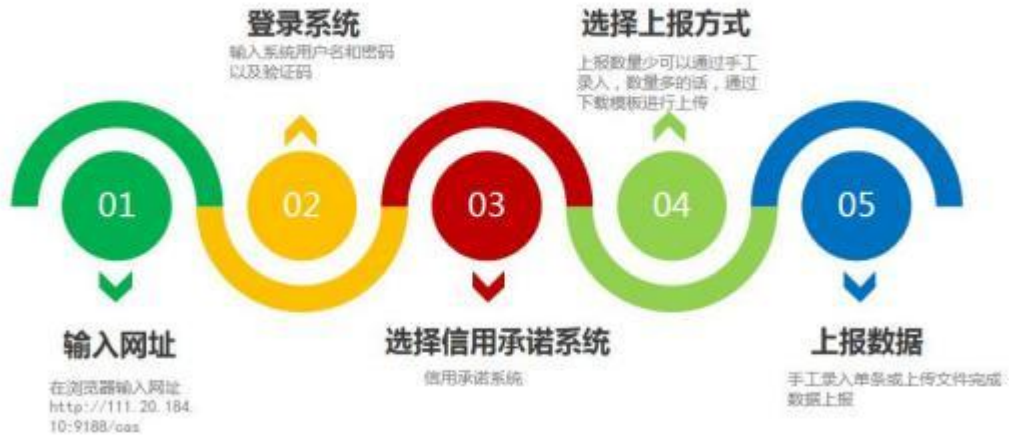 登录系统
输入系统用户名和密码
以及验证码
选择上报方式
上报数量少可以通过手工
录入，数量多的话，通过
下载模板进行上传
01
02
03
04
05
输入网址
在浏览器输入网址
http://111.20.184.
10:9188/cas
选择信用承诺系统
信用承诺系统
上报数据
手工录入单条或上传文件完成
数据上报